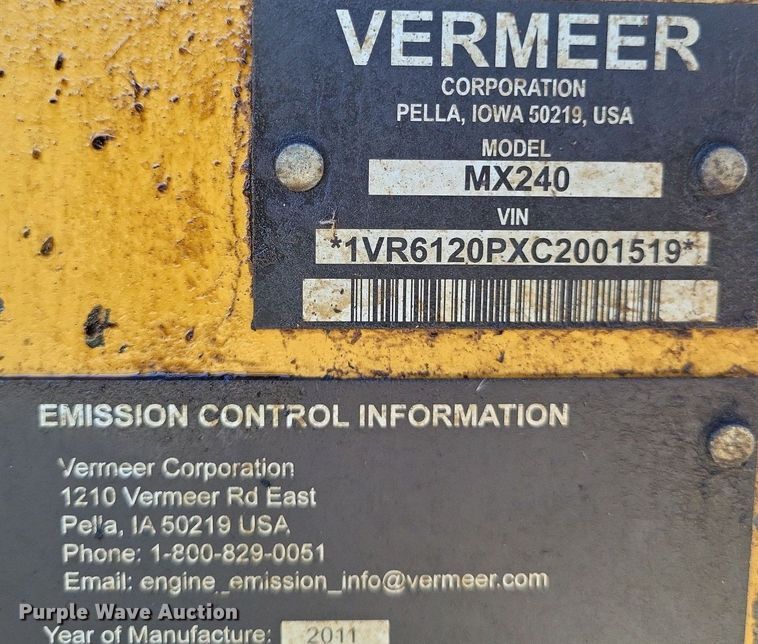 VERMEER
CORPORATION
PELLA, IOWA 50219, USA
MODEL
MX240
VIN
*1VR6120PXC2001519*
EMISSION CONTROL INFORMATION
Vermeer Corporation
1210 Vermeer Rd East
Pella, IA 50219 USA
Phone: 1-800-829-0051
Email: engine_emission_info@vermeer.com
Purple Wave Auction
Year of Manufacture: 2011